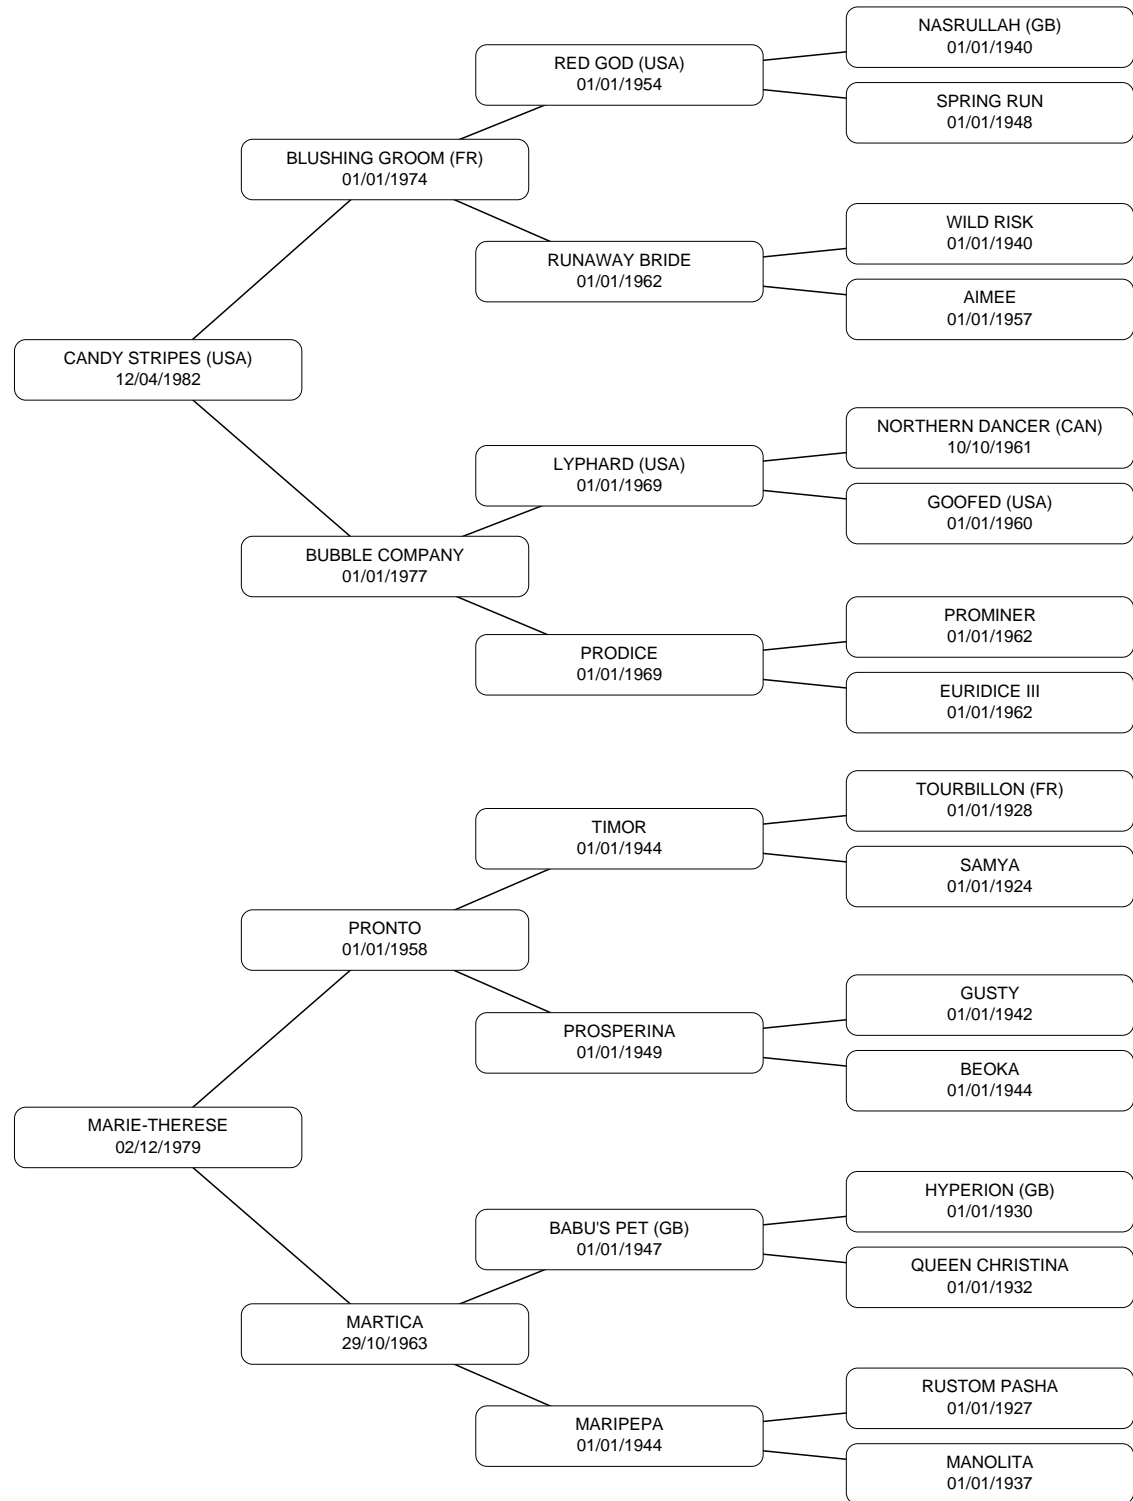 NASRULLAH (GB)
01/01/1940
RED GOD (USA)
01/01/1954
SPRING RUN
01/01/1948
BLUSHING GROOM (FR)
01/01/1974
WILD RISK
01/01/1940
RUNAWAY BRIDE
01/01/1962
AIMEE
01/01/1957
CANDY STRIPES (USA)
12/04/1982
NORTHERN DANCER (CAN)
10/10/1961
LYPHARD (USA)
01/01/1969
GOOFED (USA)
01/01/1960
BUBBLE COMPANY
01/01/1977
PROMINER
01/01/1962
PRODICE
01/01/1969
EURIDICE III
01/01/1962
TOURBILLON (FR)
01/01/1928
TIMOR
01/01/1944
SAMYA
01/01/1924
PRONTO
01/01/1958
GUSTY
01/01/1942
PROSPERINA
01/01/1949
BEOKA
01/01/1944
MARIE-THERESE
02/12/1979
HYPERION (GB)
01/01/1930
BABU'S PET (GB)
01/01/1947
QUEEN CHRISTINA
01/01/1932
MARTICA
29/10/1963
RUSTOM PASHA
01/01/1927
MARIPEPA
01/01/1944
MANOLITA
01/01/1937